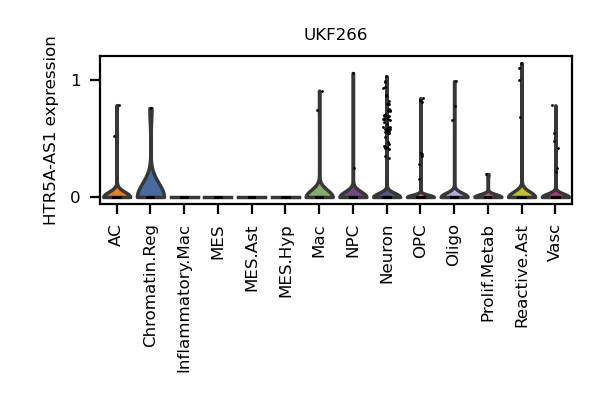 UKF266
HTR5A-AS1 expression
1
0
AC
Chromatin.Reg
Inflammatory.Mac
MES
MES.Ast
MES.Hyp
Mac
NPC
Neuron
OPC
Oligo
Prolif.Metab
Reactive.Ast
Vasc